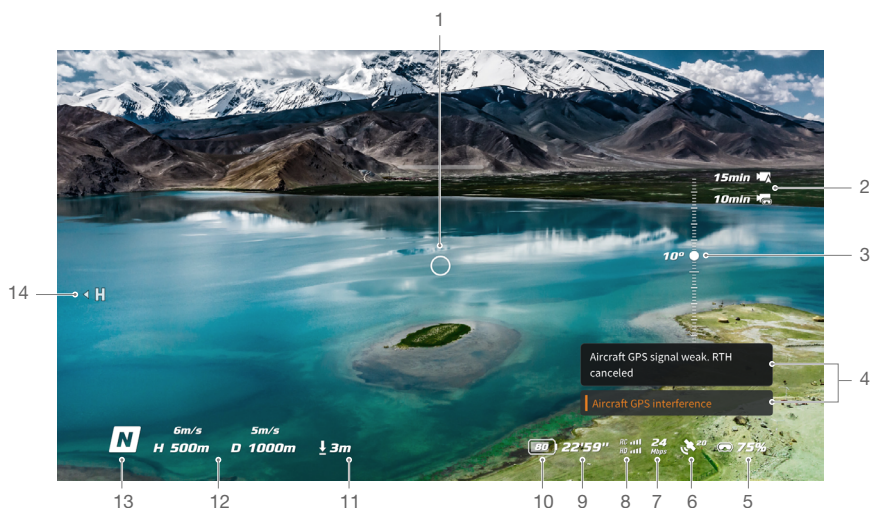 1
15min
2
10min
10° 3
14 H
Aircraft GPS signal weak. RTH
canceled
4
Aircraft GPS interference
6m/s 5m/s
N H 500m D 1000m 3m
80 22'59" RC 24 20 75%
HD Mbps
13 12 11 10 9 8 7 6 5